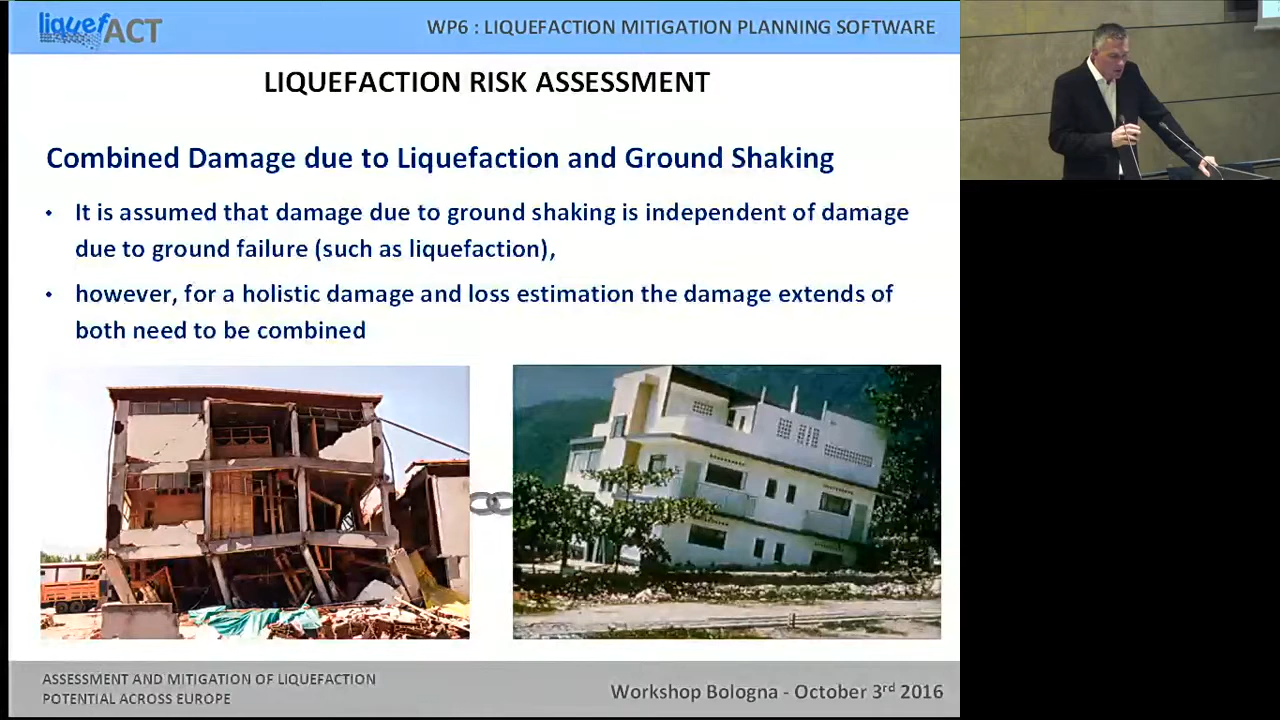 liquefACT
WP6 : LIQUEFACTION MITIGATION PLANNING SOFTWARE
LIQUEFACTION RISK ASSESSMENT
Combined Damage due to Liquefaction and Ground Shaking
• It is assumed that damage due to ground shaking is independent of damage
due to ground failure (such as liquefaction),
• however, for a holistic damage and loss estimation the damage extends of
both need to be combined
ASSESSMENT AND MITIGATION OF LIQUEFACTION
POTENTIAL ACROSS EUROPE
Workshop Bologna - October 3rd 2016